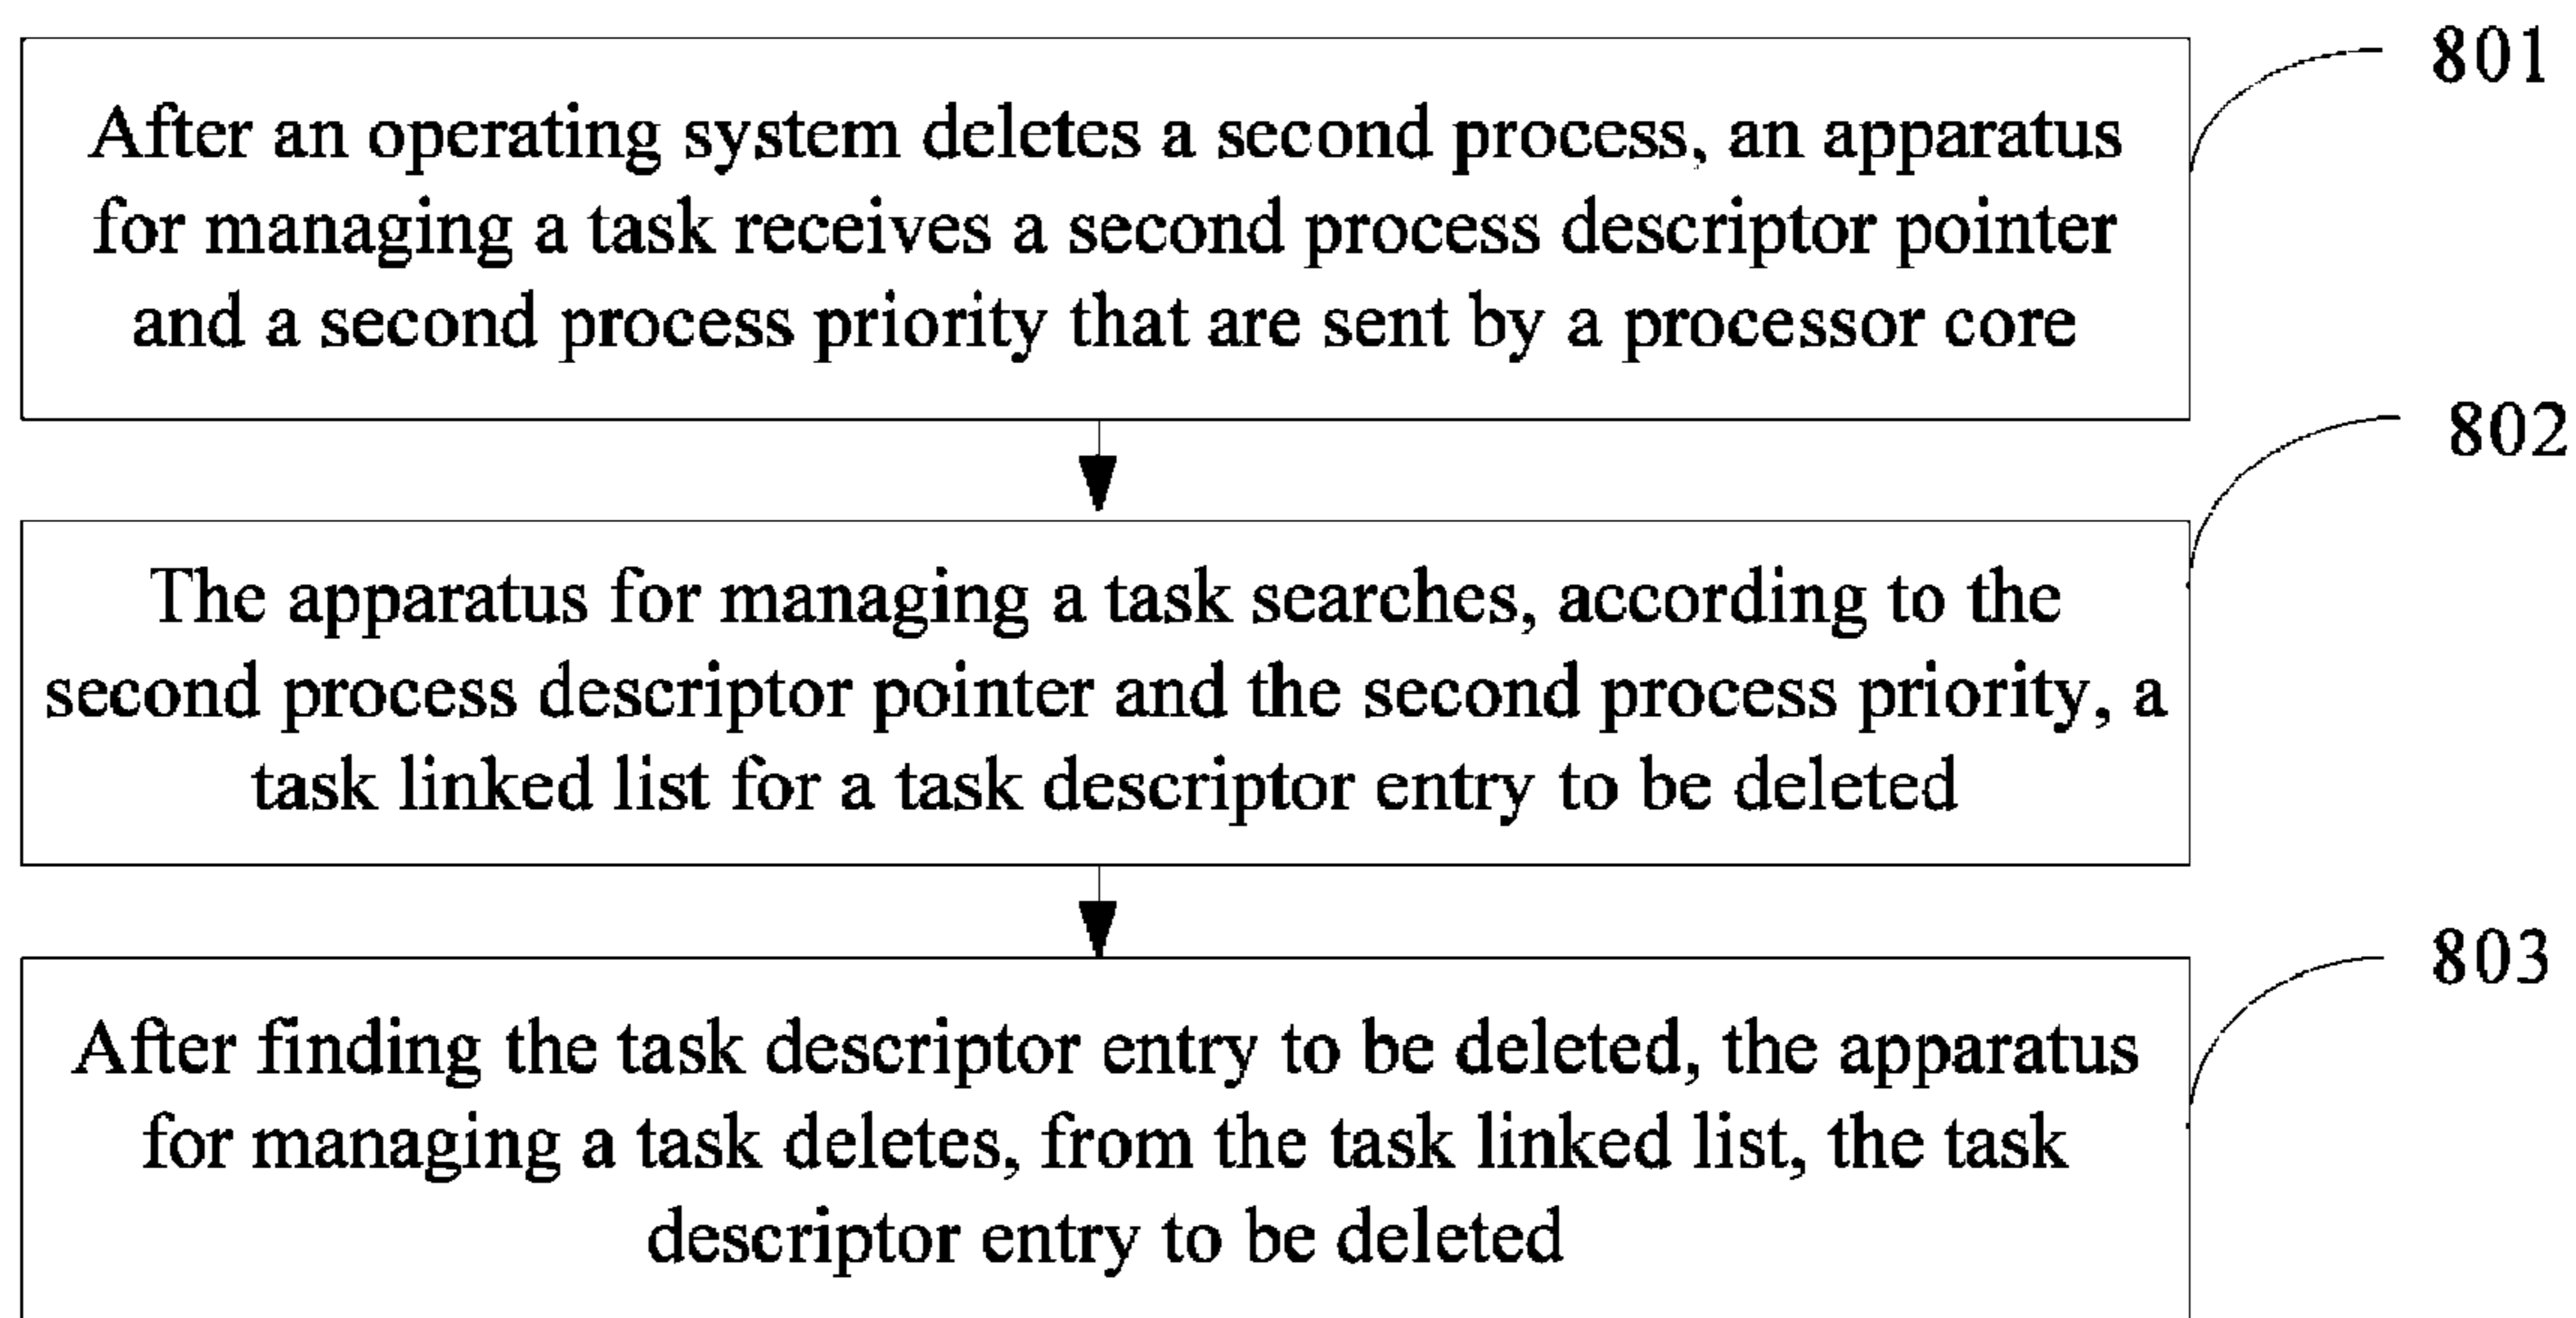 After an operating system deletes a second process, an apparatus
for managing a task receives a second process descriptor pointer
and a second process priority that are sent by a processor core
801
The apparatus for managing a task searches, according to the
second process descriptor pointer and the second process priority, a
task linked list for a task descriptor entry to be deleted
802
After finding the task descriptor entry to be deleted, the apparatus
for managing a task deletes, from the task linked list, the task
descriptor entry to be deleted
803